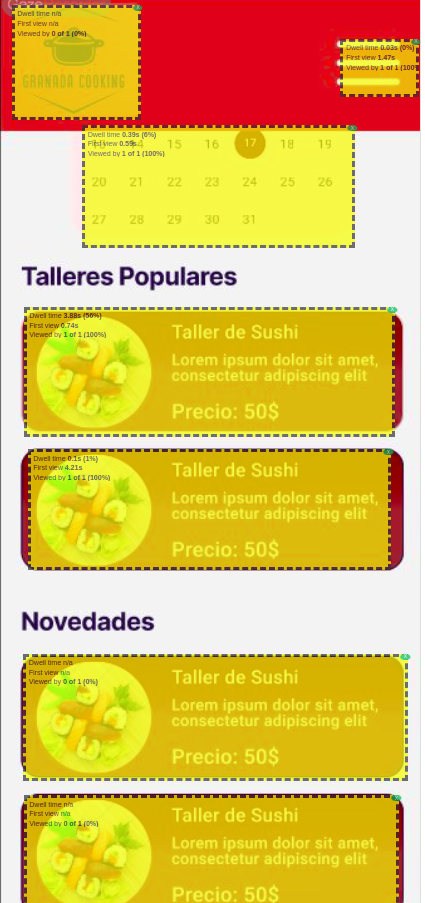 Dwell time n/a
First view n/a
Viewed by 0 of 1 (0%)
GRANADA COOKING
Dwell time 0.03s (0%)
First view 1.47s
Viewed by 1 of 1 (100%
Dwell time 0.39s (6%)
First view 0.59s
Viewed by 1 of 1 (100%)
15 16 17 18 19
20 21 22 23 24 25 26
27 28 29 30 31
Talleres Populares
Dwell time 3.88s (56%)
First view 0.74s
Viewed by 1 of 1 (100%)
Taller de Sushi
Lorem ipsum dolor sit amet,
consectetur adipiscing elit
Precio: 50$
Dwell time 0.1s (1%)
First view 4.21s
Viewed by 1 of 1 (100%)
Taller de Sushi
Lorem ipsum dolor sit amet,
consectetur adipiscing elit
Precio: 50$
Novedades
Dwell time n/a
First view n/a
Viewed by 0 of 1 (0%)
Taller de Sushi
Lorem ipsum dolor sit amet,
consectetur adipiscing elit
Precio: 50$
Dwell time n/a
First view n/a
Viewed by 0 of 1 (0%)
Taller de Sushi
Lorem ipsum dolor sit amet,
consectetur adipiscing elit
Precio: 50$